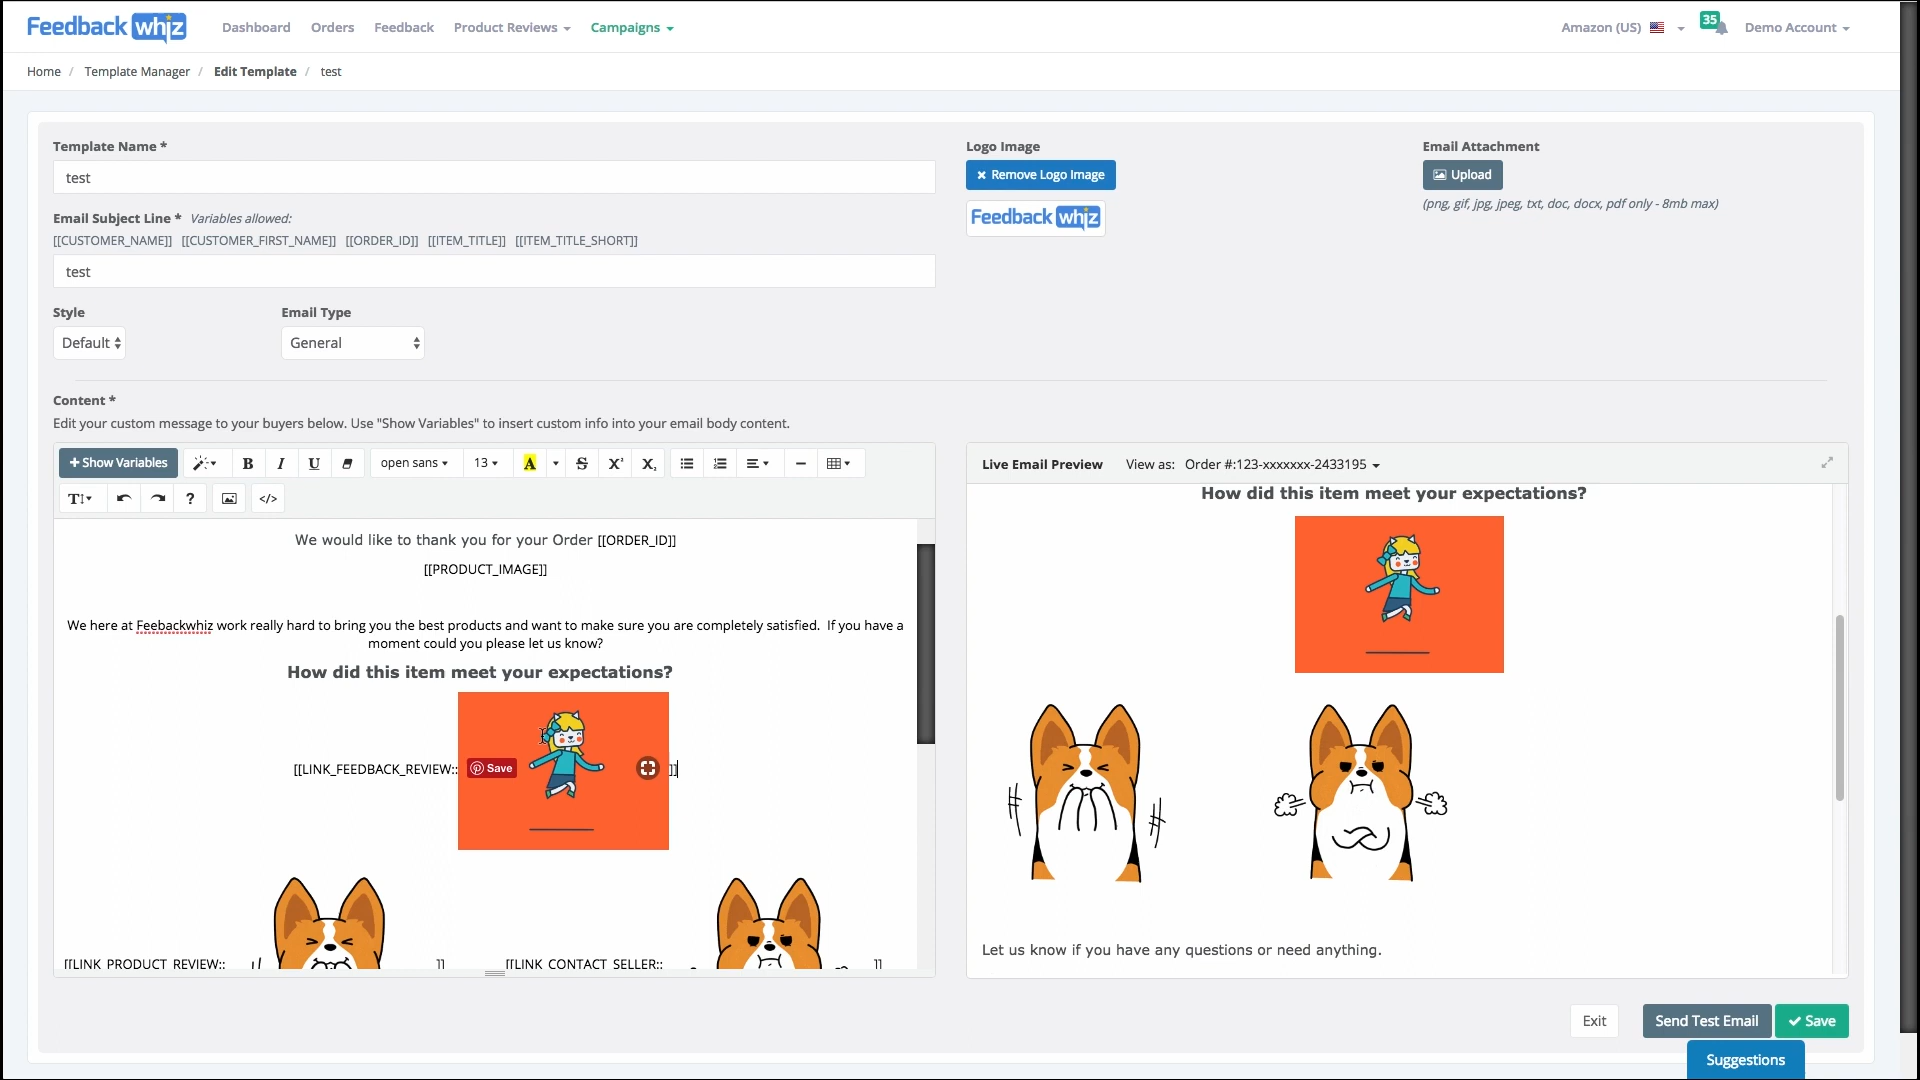 Feedback whiz Dashboard Orders Feedback Product Reviews Campaigns Amazon (US) 35 Demo Account
Home / Template Manager / Edit Template / test
Template Name *
test
Email Subject Line * Variables allowed:
[[CUSTOMER_NAME]] [[CUSTOMER_FIRST_NAME]] [[ORDER_ID]] [[ITEM_TITLE]] [[ITEM_TITLE_SHORT]]
test
Style Email Type
Default General
Logo Image
Remove Logo Image
Feedback whiz
Email Attachment
Upload
(png, gif, jpg, jpeg, txt, doc, docx, pdf only - 8mb max)
Content *
Edit your custom message to your buyers below. Use "Show Variables" to insert custom info into your email body content.
+ Show Variables B I U open sans 13 A S X² X₂
T ? </>
We would like to thank you for your Order [[ORDER_ID]]
[[PRODUCT_IMAGE]]
We here at Feebackwhiz work really hard to bring you the best products and want to make sure you are completely satisfied. If you have a
moment could you please let us know?
How did this item meet your expectations?
[[LINK_FEEDBACK_REVIEW:: Save ]]
[[LINK_PRODUCT_REVIEW:: ]] [[LINK_CONTACT_SELLER:: ]]
Live Email Preview View as: Order #:123-xxxxxxx-2433195
How did this item meet your expectations?
Let us know if you have any questions or need anything.
Exit Send Test Email Save
Suggestions